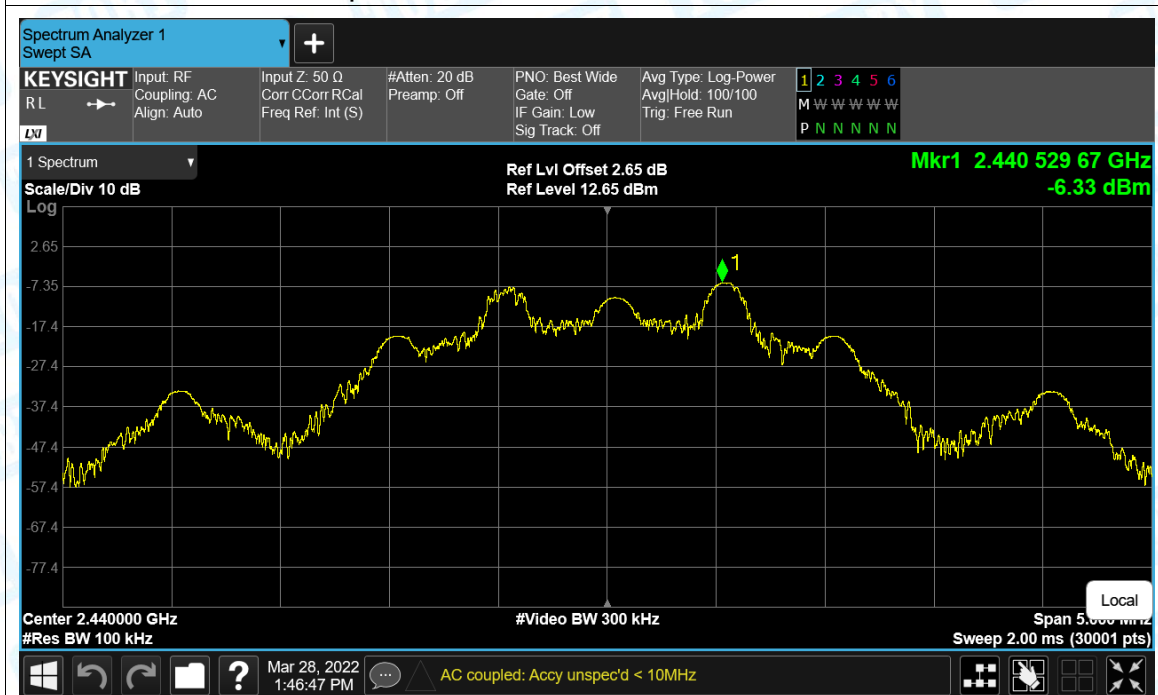 Spectrum Analyzer 1
Swept SA
KEYSIGHT
R L
LXI
Input: RF
Coupling: AC
Align: Auto
Input Z: 50 Ω
Corr CCorr RCal
Freq Ref: Int (S)
#Atten: 20 dB
Preamp: Off
PNO: Best Wide
Gate: Off
IF Gain: Low
Sig Track: Off
Avg Type: Log-Power
Avg|Hold: 100/100
Trig: Free Run
1 2 3 4 5 6
M W W W W W
P N N N N N
1 Spectrum
Scale/Div 10 dB
Log
Ref Lvl Offset 2.65 dB
Ref Level 12.65 dBm
Mkr1 2.440 529 67 GHz
-6.33 dBm
1
2.65
-7.35
-17.4
-27.4
-37.4
-47.4
-57.4
-67.4
-77.4
Local
Center 2.440000 GHz
#Video BW 300 kHz
Span 5.000 MHz
#Res BW 100 kHz
Sweep 2.00 ms (30001 pts)
?
Mar 28, 2022
1:46:47 PM
AC coupled: Accy unspec'd < 10MHz